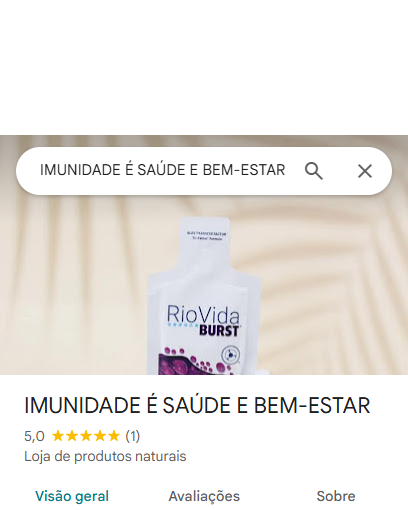 IMUNIDADE É SAÚDE E BEM-ESTAR
RioVida
BURST
IMUNIDADE É SAÚDE E BEM-ESTAR
5,0 (1)
Loja de produtos naturais
Visão geral Avaliações Sobre